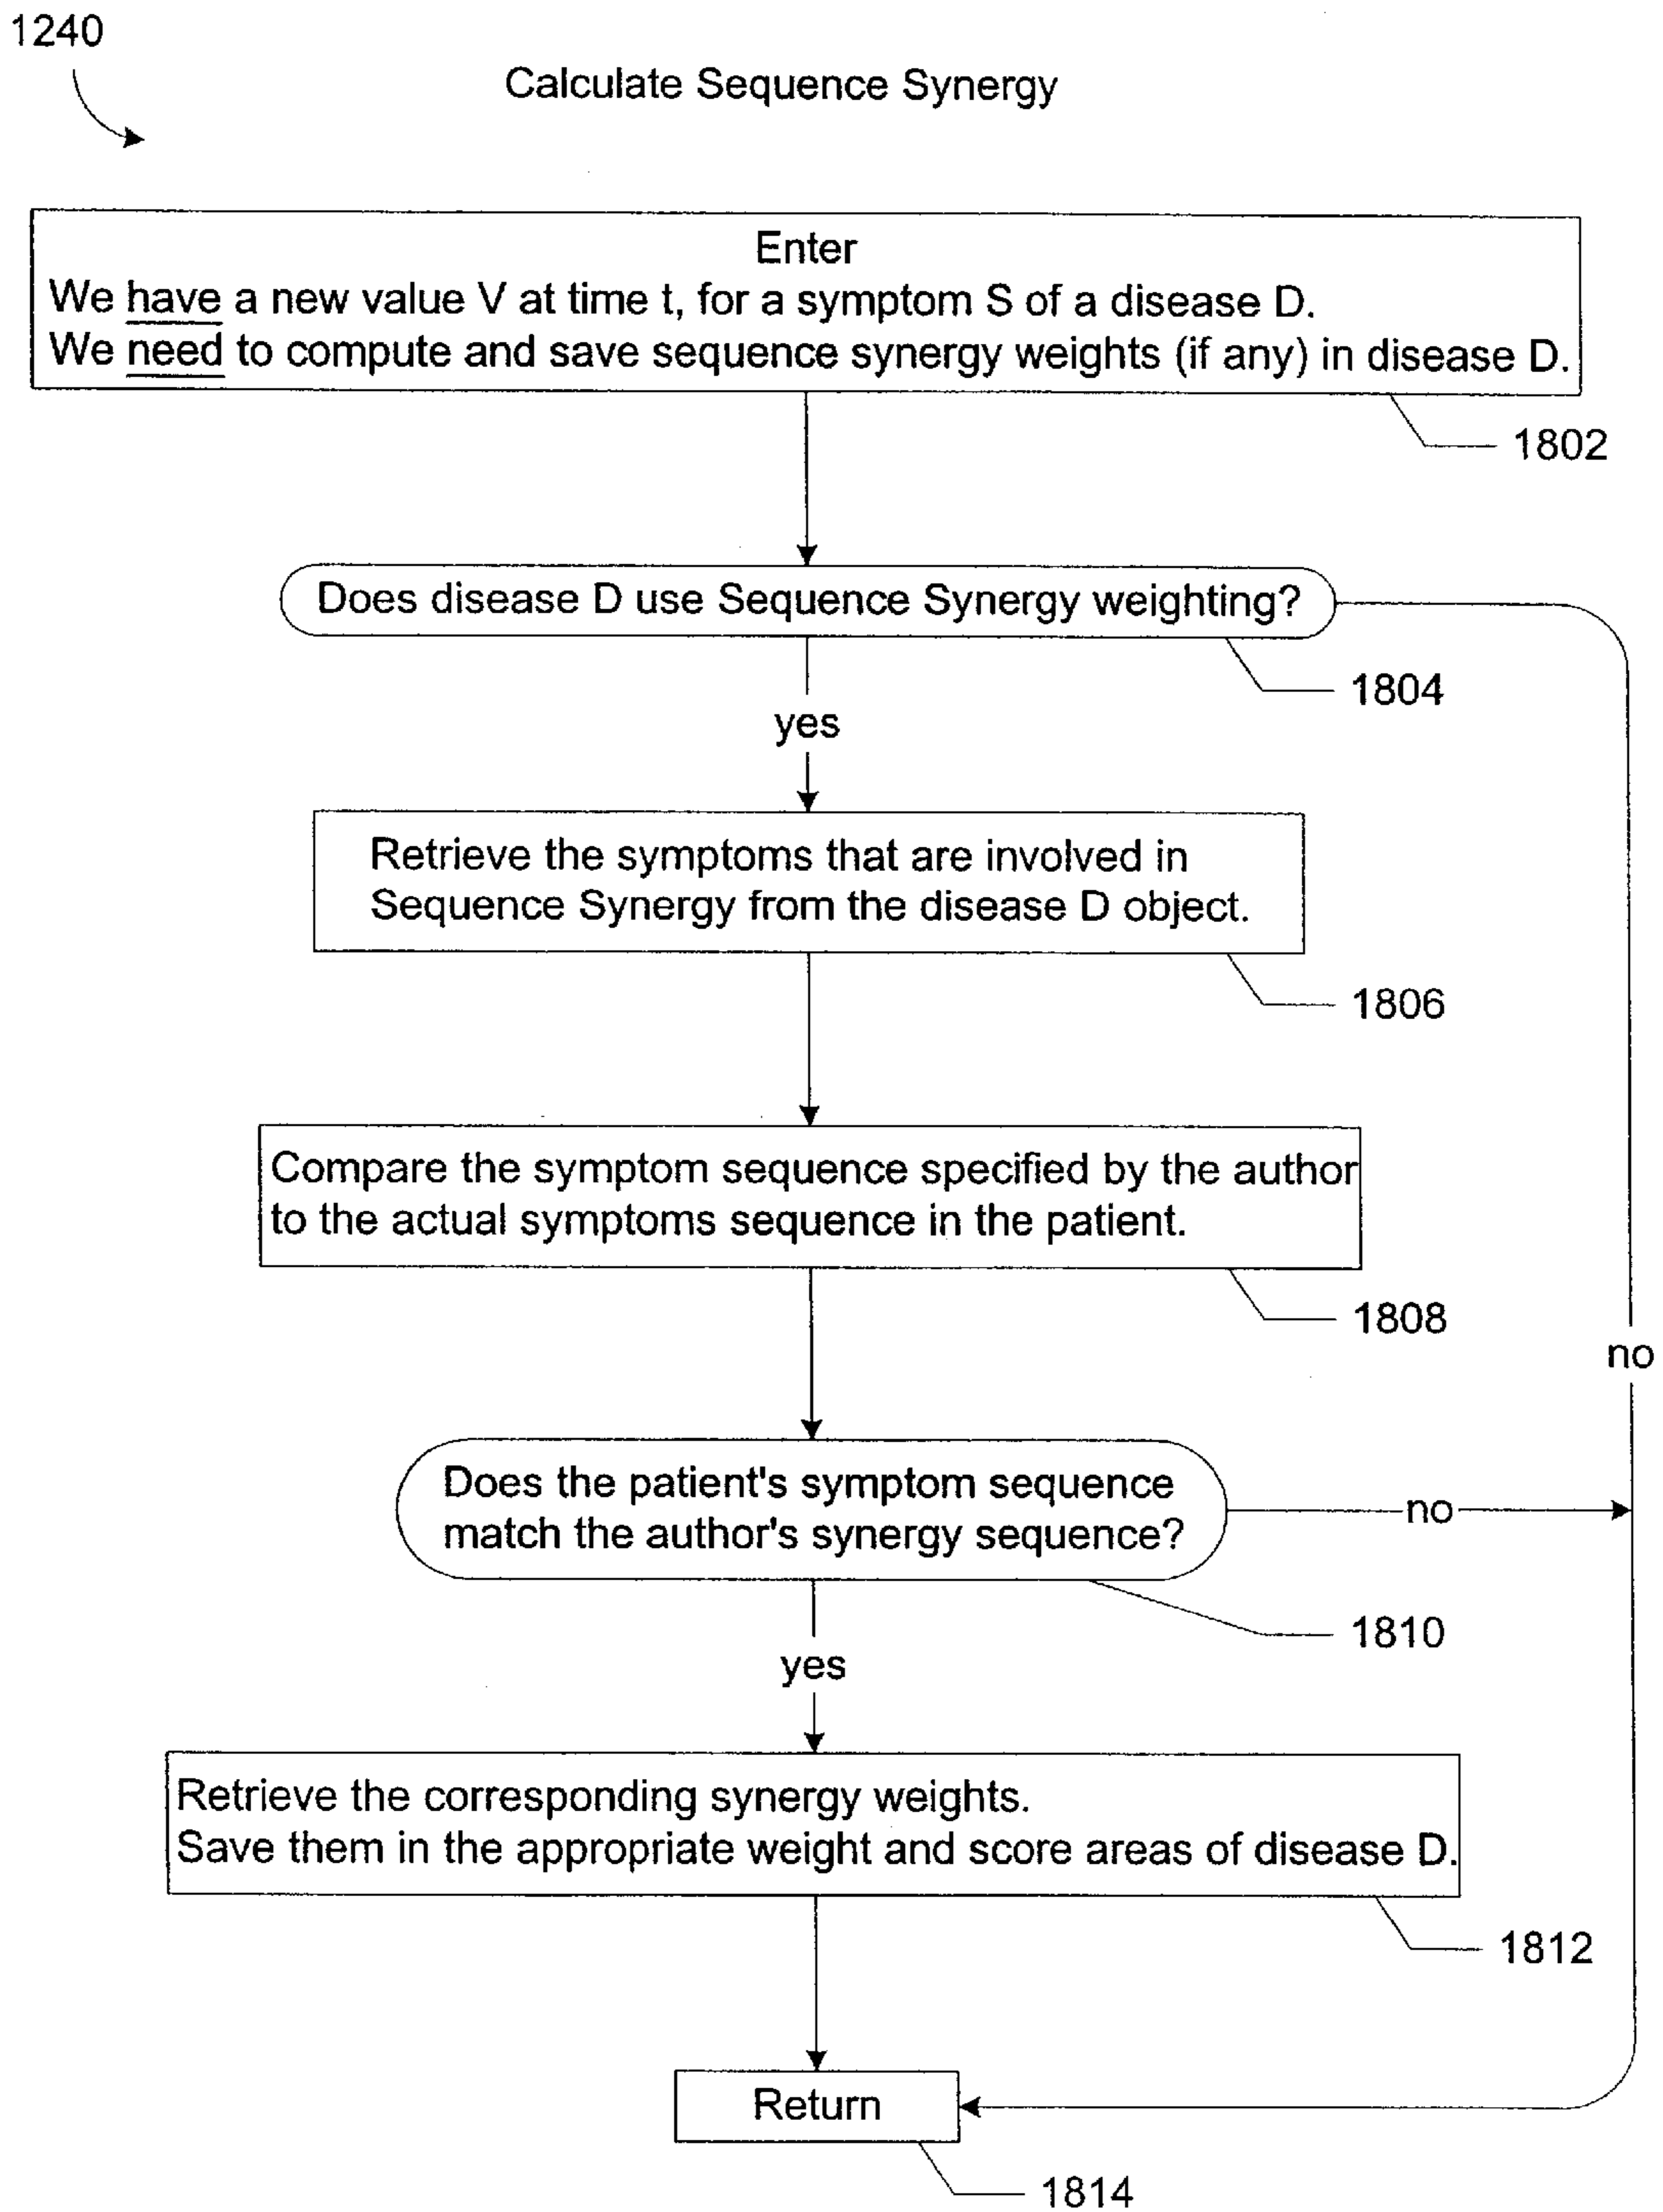 1240
Calculate Sequence Synergy
Enter
We have a new value V at time t, for a symptom S of a disease D.
We need to compute and save sequence synergy weights (if any) in disease D.
1802
Does disease D use Sequence Synergy weighting?
1804
yes
Retrieve the symptoms that are involved in
Sequence Synergy from the disease D object.
1806
Compare the symptom sequence specified by the author
to the actual symptoms sequence in the patient.
1808
no
Does the patient's symptom sequence
match the author's synergy sequence?
no
1810
yes
Retrieve the corresponding synergy weights.
Save them in the appropriate weight and score areas of disease D.
1812
Return
1814